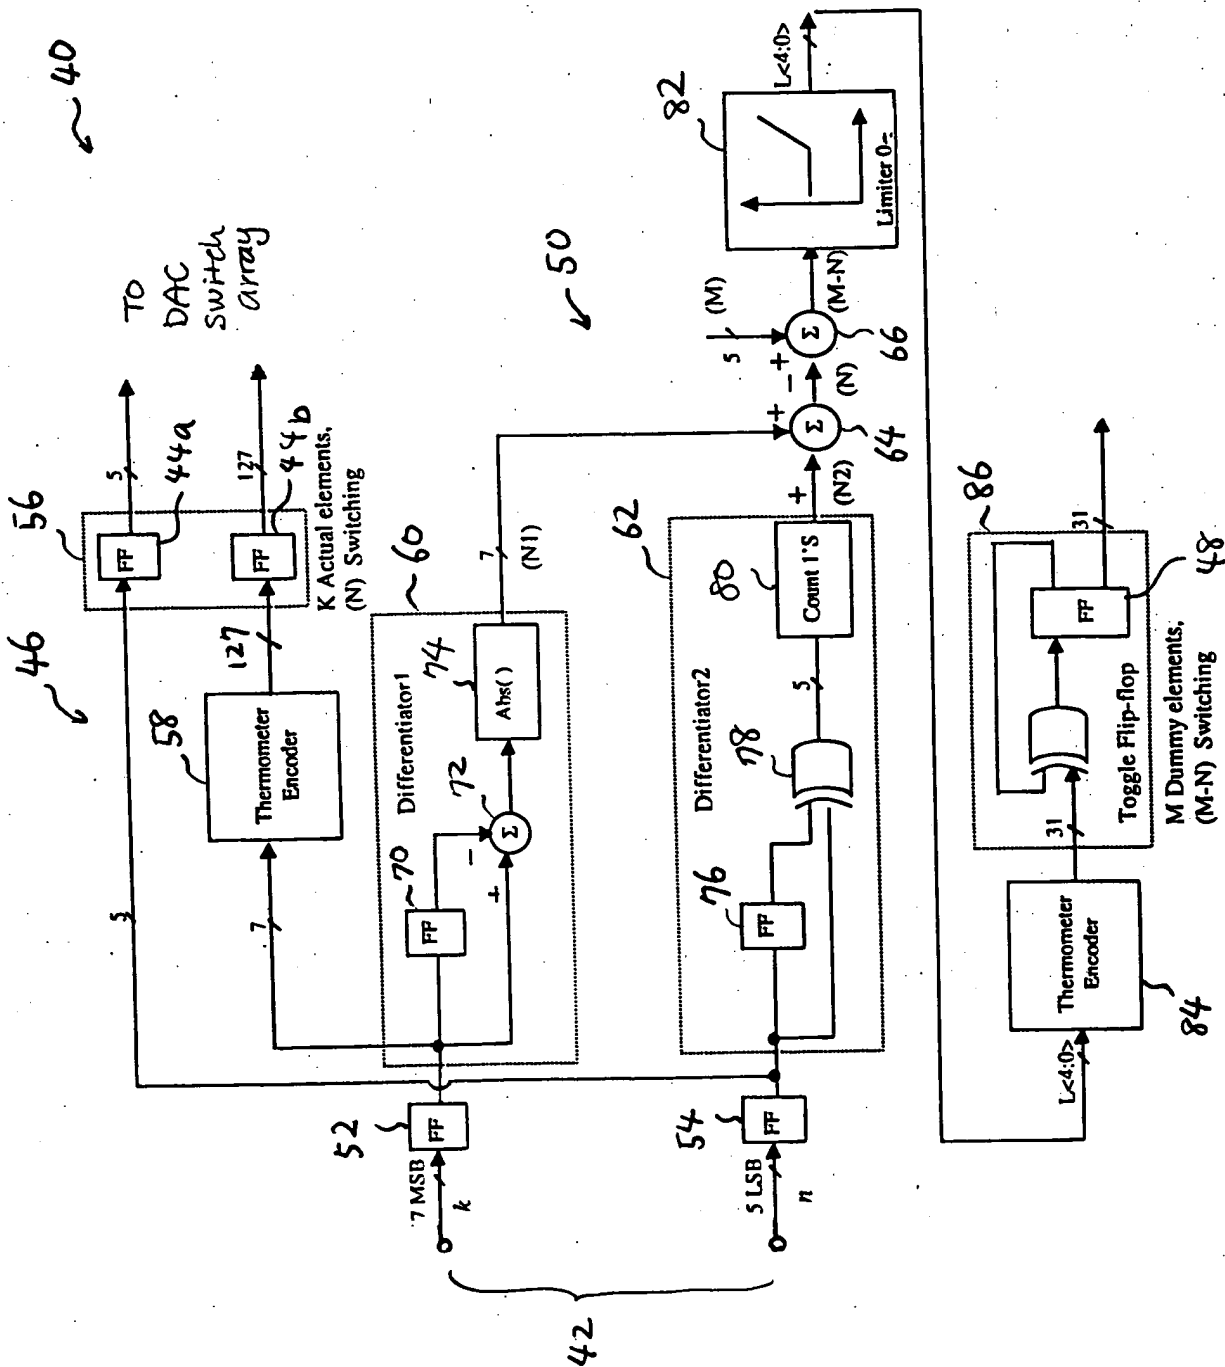 40
46
TO
DAC
switch
array
56
5
FF
44a
127
FF
44b
K Actual elements,
(N) Switching
58
Thermometer
Encoder
127
5
7
60
Differentiator1
70
FF
72
Σ
+
-
74
Abs( )
7
(N1)
50
52
FF
7 MSB
k
42
54
FF
5 LSB
n
62
Differentiator2
76
FF
78
5
80
Count 1'S
+
(N2)
+
Σ
64
(N)
-
+
5
(M)
Σ
66
(M-N)
82
Limiter 0-
L<4:0>
L<4:0>
Thermometer
Encoder
84
31
86
FF
48
31
Toggle Flip-flop
M Dummy elements,
(M-N) Switching